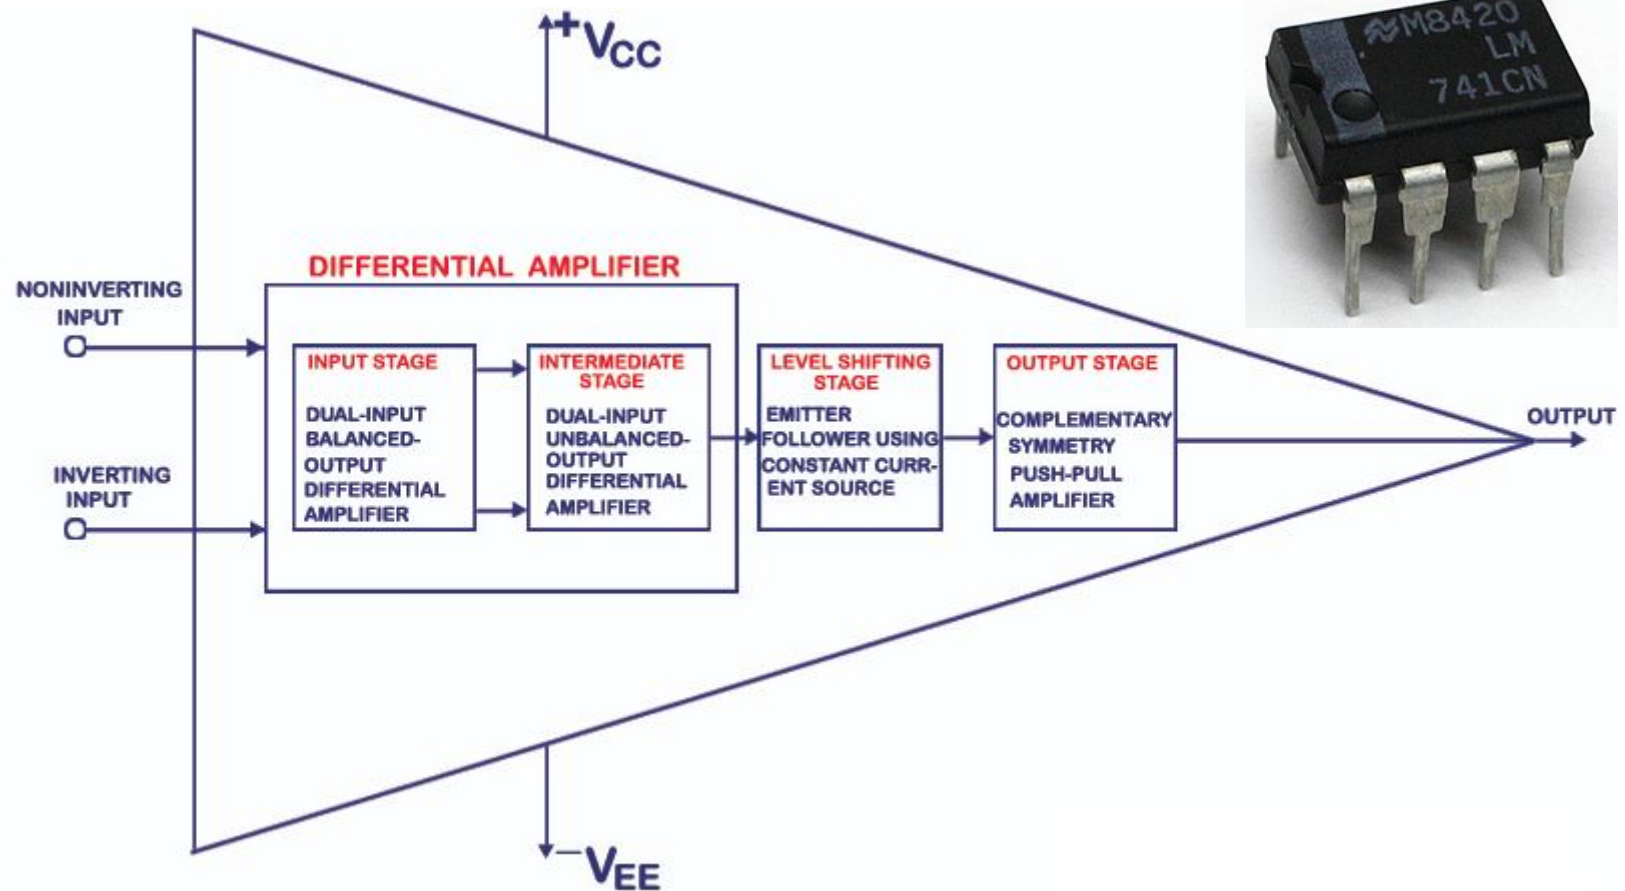 +VCC
M8420
LM
741CN
DIFFERENTIAL AMPLIFIER
NONINVERTING
INPUT
INVERTING
INPUT
INPUT STAGE
DUAL-INPUT
BALANCED-
OUTPUT
DIFFERENTIAL
AMPLIFIER
INTERMEDIATE
STAGE
DUAL-INPUT
UNBALANCED-
OUTPUT
DIFFERENTIAL
AMPLIFIER
LEVEL SHIFTING
STAGE
EMITTER
FOLLOWER USING
CONSTANT CURR-
ENT SOURCE
OUTPUT STAGE
COMPLEMENTARY
SYMMETRY
PUSH-PULL
AMPLIFIER
OUTPUT
−VEE